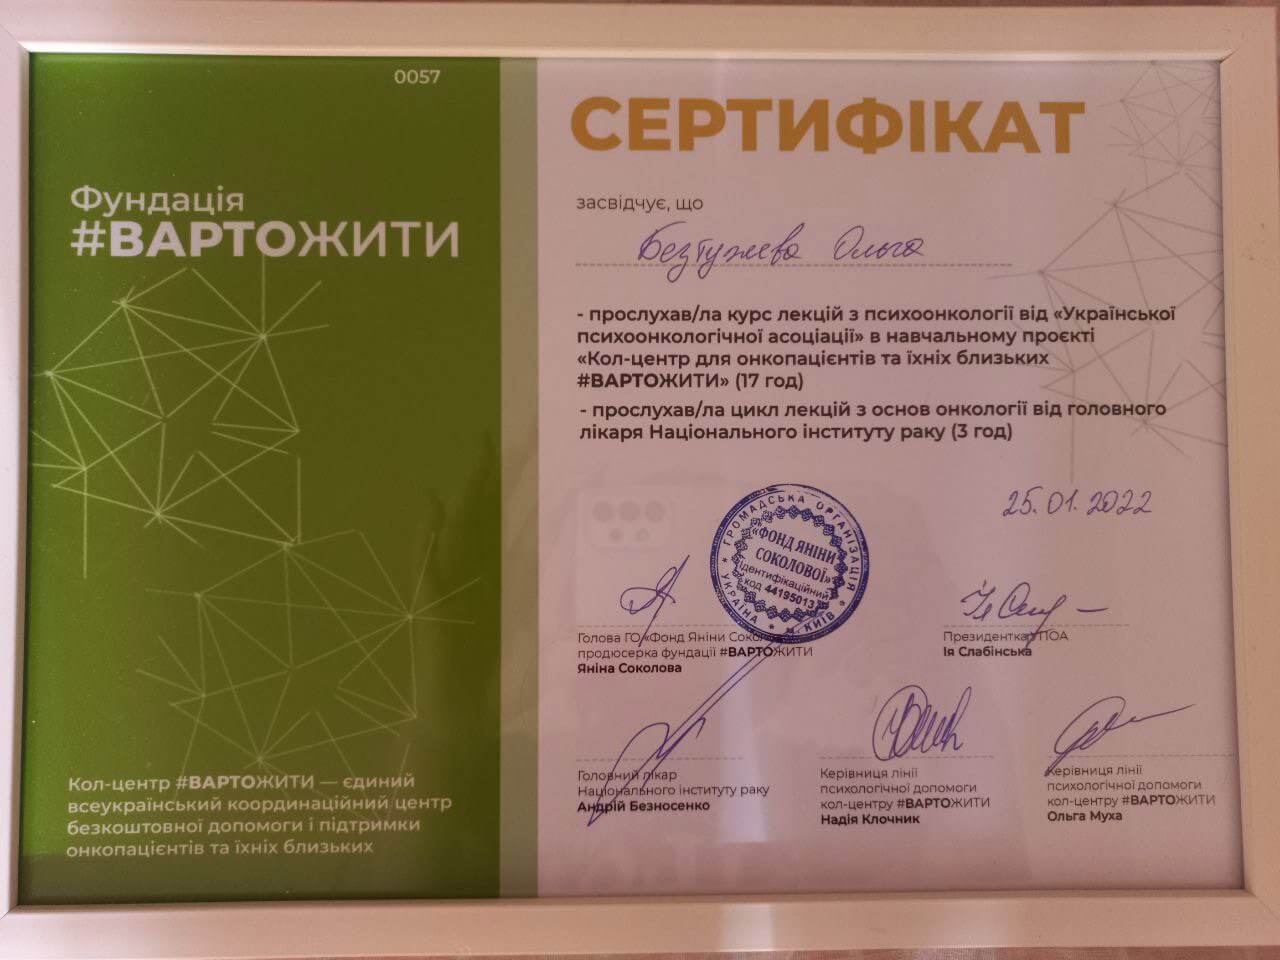 0057
Фундація
#ВАРТОЖИТИ
Кол-центр #ВАРТОЖИТИ — єдиний
всеукраїнський координаційний центр
безкоштовної допомоги і підтримки
онкопацієнтів та їхніх близьких
СЕРТИФІКАТ
засвідчує, що
Безтужева Ольга
- прослухав/ла курс лекцій з психоонкології від «Української
психоонкологічної асоціації» в навчальному проєкті
«Кол-центр для онкопацієнтів та їхніх близьких
#ВАРТОЖИТИ» (17 год)
- прослухав/ла цикл лекцій з основ онкології від головного
лікаря Національного інституту раку (3 год)
25.01.2022
ГРОМАДСЬКА ОРГАНІЗАЦІЯ
«ФОНД ЯНІНИ
СОКОЛОВОЇ»
Ідентифікаційний
код 44195013
* УКРАЇНА * м. КИЇВ *
Голова ГО «Фонд Яніни
продюсерка фундації #ВАРТОЖИТИ
Яніна Соколова
Президентка УПОА
Ія Слабінська
Головний лікар
Національного інституту раку
Андрій Безносенко
Керівниця лінії
психологічної допомоги
кол-центру #ВАРТОЖИТИ
Надія Клочник
Керівниця лінії
психологічної допомоги
кол-центру #ВАРТОЖИТИ
Ольга Муха